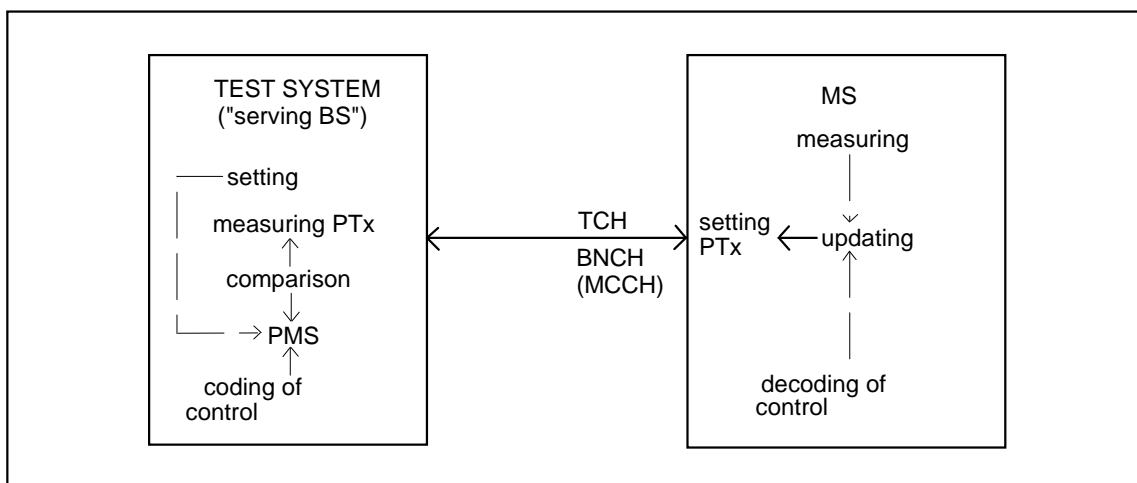 TEST SYSTEM
("serving BS")
setting
measuring PTx
comparison
PMS
coding of
control
TCH
BNCH
(MCCH)
MS
measuring
setting
PTx
updating
decoding of
control